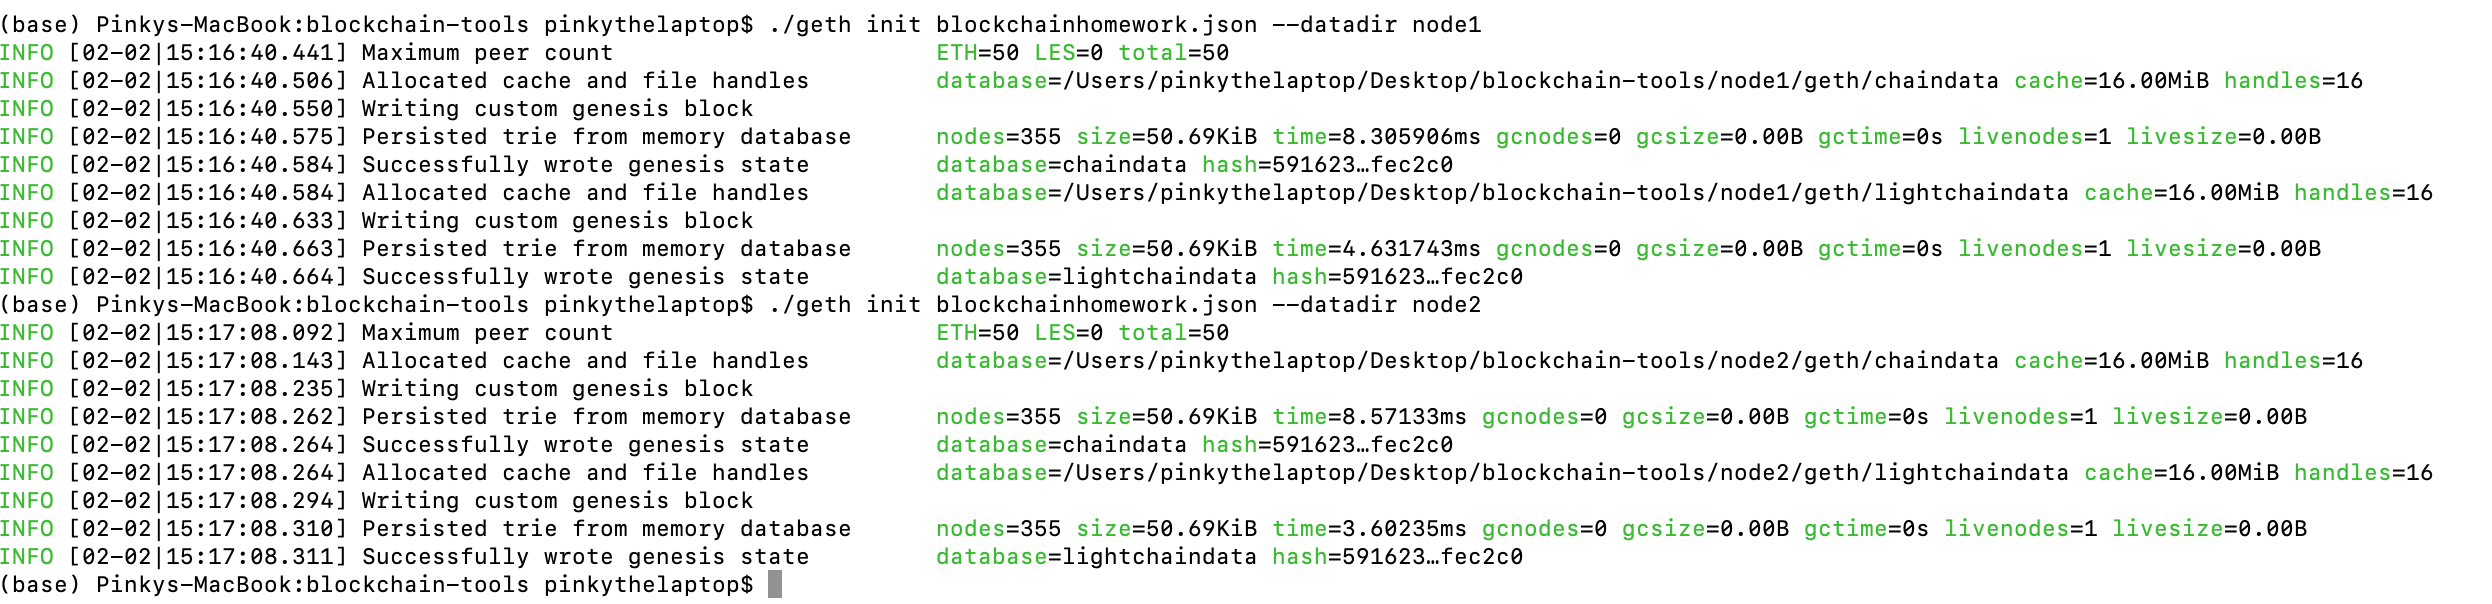 (base) Pinkys-MacBook:blockchain-tools pinkythelaptop$ ./geth init blockchainhomework.json --datadir node1
INFO [02-02|15:16:40.441] Maximum peer count                       ETH=50 LES=0 total=50
INFO [02-02|15:16:40.506] Allocated cache and file handles         database=/Users/pinkythelaptop/Desktop/blockchain-tools/node1/geth/chaindata cache=16.00MiB handles=16
INFO [02-02|15:16:40.550] Writing custom genesis block
INFO [02-02|15:16:40.575] Persisted trie from memory database      nodes=355 size=50.69KiB time=8.305906ms gcnodes=0 gcsize=0.00B gctime=0s livenodes=1 livesize=0.00B
INFO [02-02|15:16:40.584] Successfully wrote genesis state         database=chaindata hash=591623…fec2c0
INFO [02-02|15:16:40.584] Allocated cache and file handles         database=/Users/pinkythelaptop/Desktop/blockchain-tools/node1/geth/lightchaindata cache=16.00MiB handles=16
INFO [02-02|15:16:40.633] Writing custom genesis block
INFO [02-02|15:16:40.663] Persisted trie from memory database      nodes=355 size=50.69KiB time=4.631743ms gcnodes=0 gcsize=0.00B gctime=0s livenodes=1 livesize=0.00B
INFO [02-02|15:16:40.664] Successfully wrote genesis state         database=lightchaindata hash=591623…fec2c0
(base) Pinkys-MacBook:blockchain-tools pinkythelaptop$ ./geth init blockchainhomework.json --datadir node2
INFO [02-02|15:17:08.092] Maximum peer count                       ETH=50 LES=0 total=50
INFO [02-02|15:17:08.143] Allocated cache and file handles         database=/Users/pinkythelaptop/Desktop/blockchain-tools/node2/geth/chaindata cache=16.00MiB handles=16
INFO [02-02|15:17:08.235] Writing custom genesis block
INFO [02-02|15:17:08.262] Persisted trie from memory database      nodes=355 size=50.69KiB time=8.57133ms gcnodes=0 gcsize=0.00B gctime=0s livenodes=1 livesize=0.00B
INFO [02-02|15:17:08.264] Successfully wrote genesis state         database=chaindata hash=591623…fec2c0
INFO [02-02|15:17:08.264] Allocated cache and file handles         database=/Users/pinkythelaptop/Desktop/blockchain-tools/node2/geth/lightchaindata cache=16.00MiB handles=16
INFO [02-02|15:17:08.294] Writing custom genesis block
INFO [02-02|15:17:08.310] Persisted trie from memory database      nodes=355 size=50.69KiB time=3.60235ms gcnodes=0 gcsize=0.00B gctime=0s livenodes=1 livesize=0.00B
INFO [02-02|15:17:08.311] Successfully wrote genesis state         database=lightchaindata hash=591623…fec2c0
(base) Pinkys-MacBook:blockchain-tools pinkythelaptop$